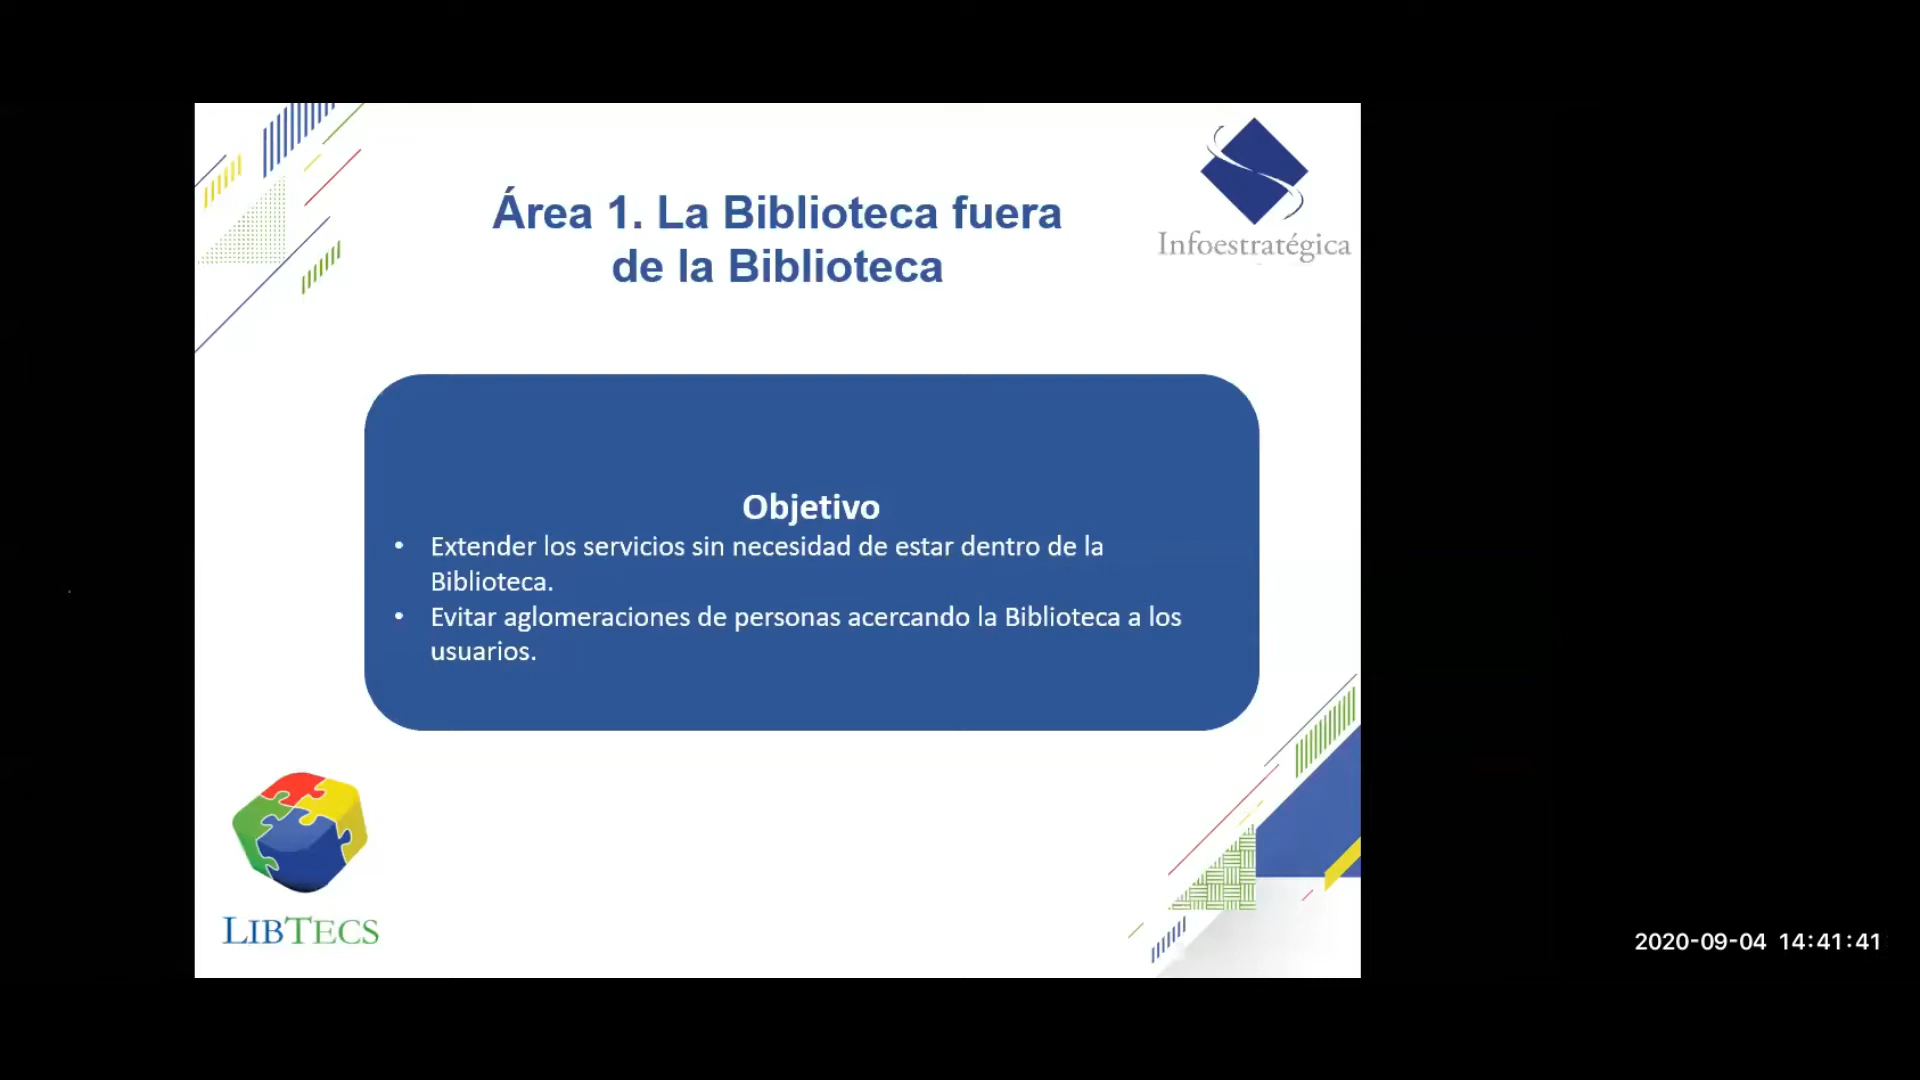 Área 1. La Biblioteca fuera
de la Biblioteca
Infoestratégica
Objetivo
• Extender los servicios sin necesidad de estar dentro de la
Biblioteca.
• Evitar aglomeraciones de personas acercando la Biblioteca a los
usuarios.
LIBTECS
2020-09-04 14:41:41